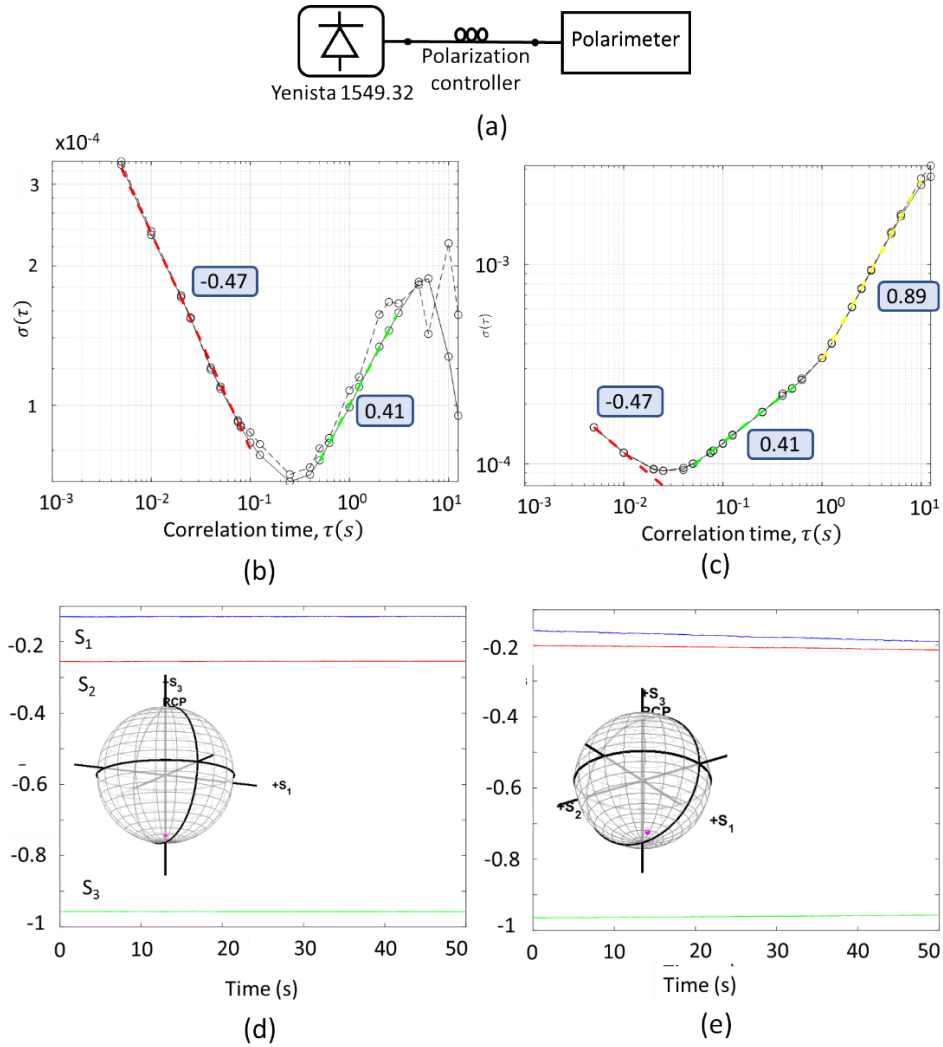 Yenista 1549.32
Polarization
controller
Polarimeter
(a)
x10⁻⁴
3
2
1
σ(τ)
-0.47
0.41
10⁻³ 10⁻² 10⁻¹ 10⁰ 10¹
Correlation time, τ(s)
(b)
10⁻³
10⁻⁴
σ(τ)
-0.47
0.41
0.89
10⁻³ 10⁻² 10⁻¹ 10⁰ 10¹
Correlation time, τ(s)
(c)
-0.2
-0.4
-0.6
-0.8
-1
S₁
S₂
S₃
+S₃
RCP
+S₁
0 10 20 30 40 50
Time (s)
(d)
-0.2
-0.4
-0.6
-0.8
-1
+S₃
RCP
+S₂
+S₁
0 10 20 30 40 50
Time (s)
(e)